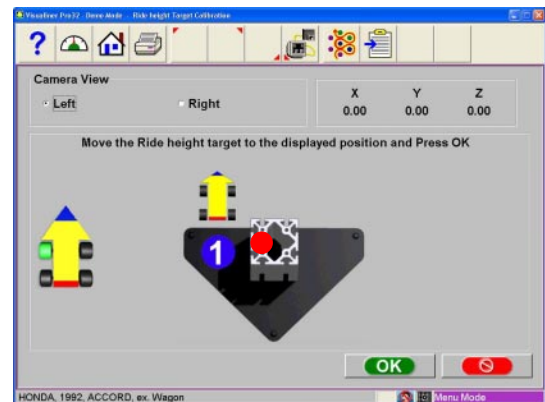 Visualiner Pro32 - Demo Mode - Ride height Target Calibration
?
Camera View
Left
Right
X Y Z
0.00 0.00 0.00
Move the Ride height target to the displayed position and Press OK
1
OK
HONDA, 1992, ACCORD, ex. Wagon
Menu Mode